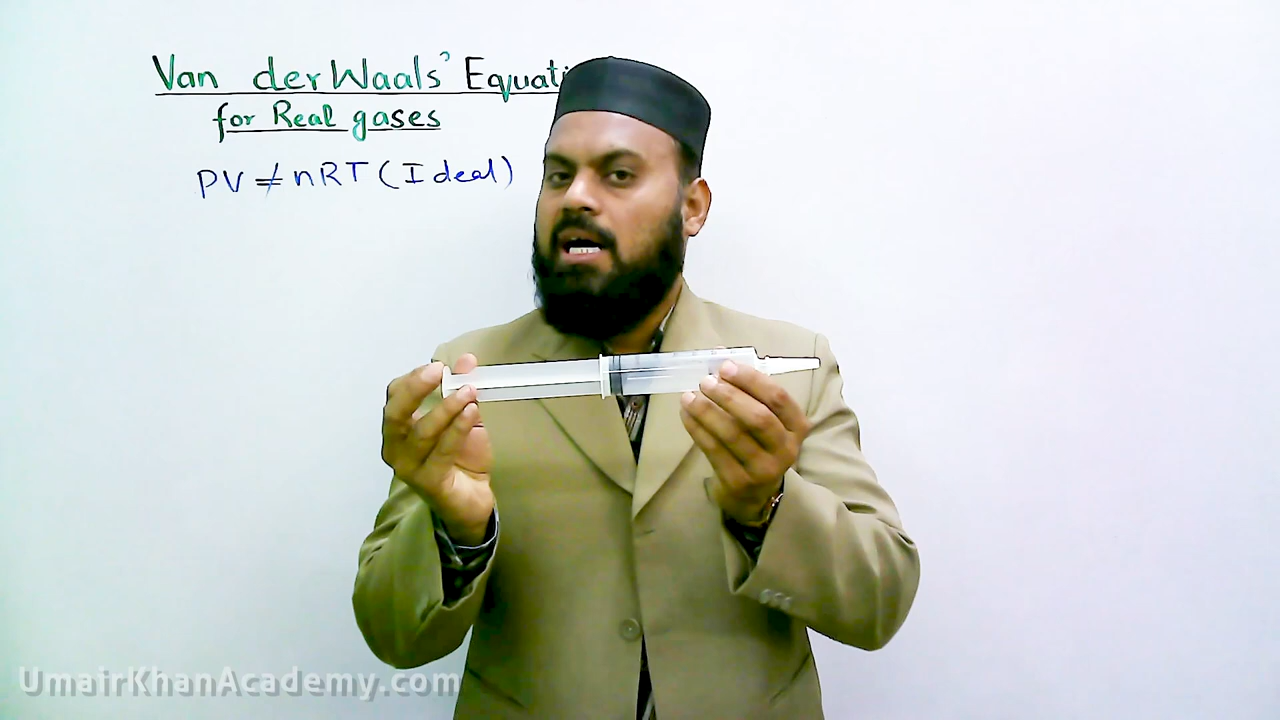 Van der Waals' Equati
for Real gases
PV ≠ nRT (Ideal)
UmairKhanAcademy.com